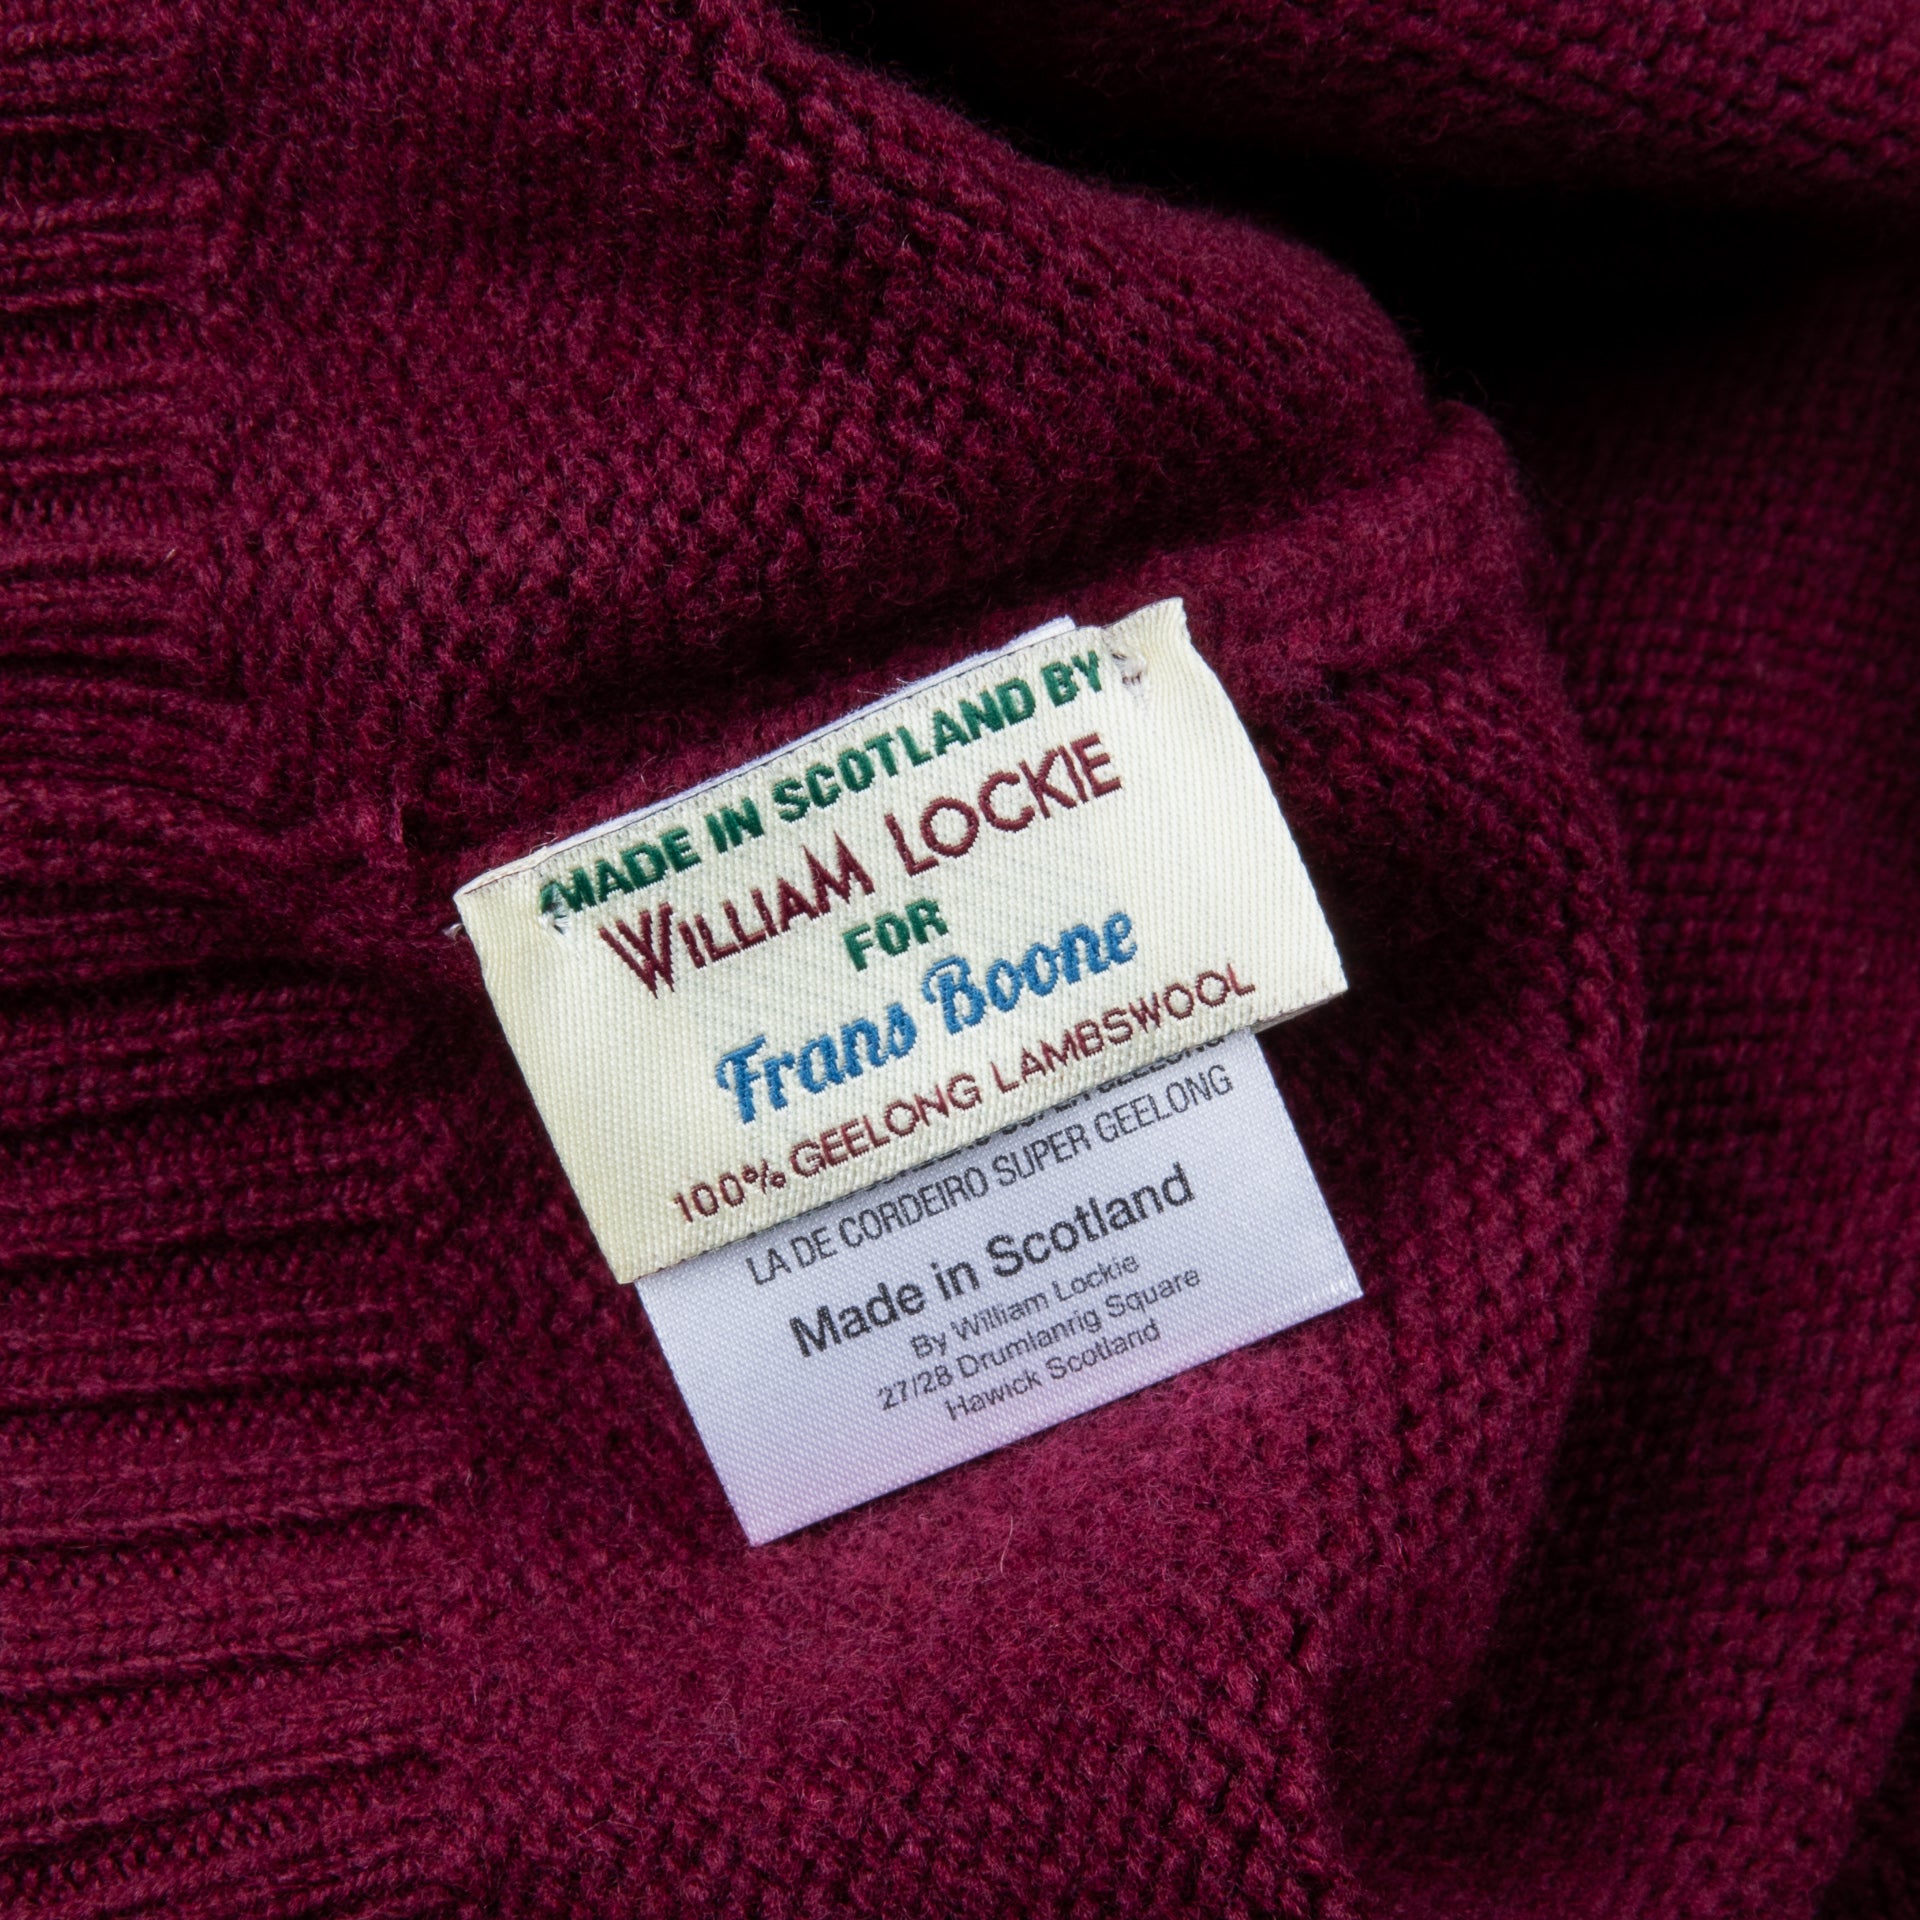 MADE IN SCOTLAND BY
WILLIAM LOCKIE
FOR
Frans Boone
100% GEELONG LAMBSWOOL
LA DE CORDEIRO SUPER GEELONG
Made in Scotland
By William Lockie
27/28 Drumlanrig Square
Hawick Scotland